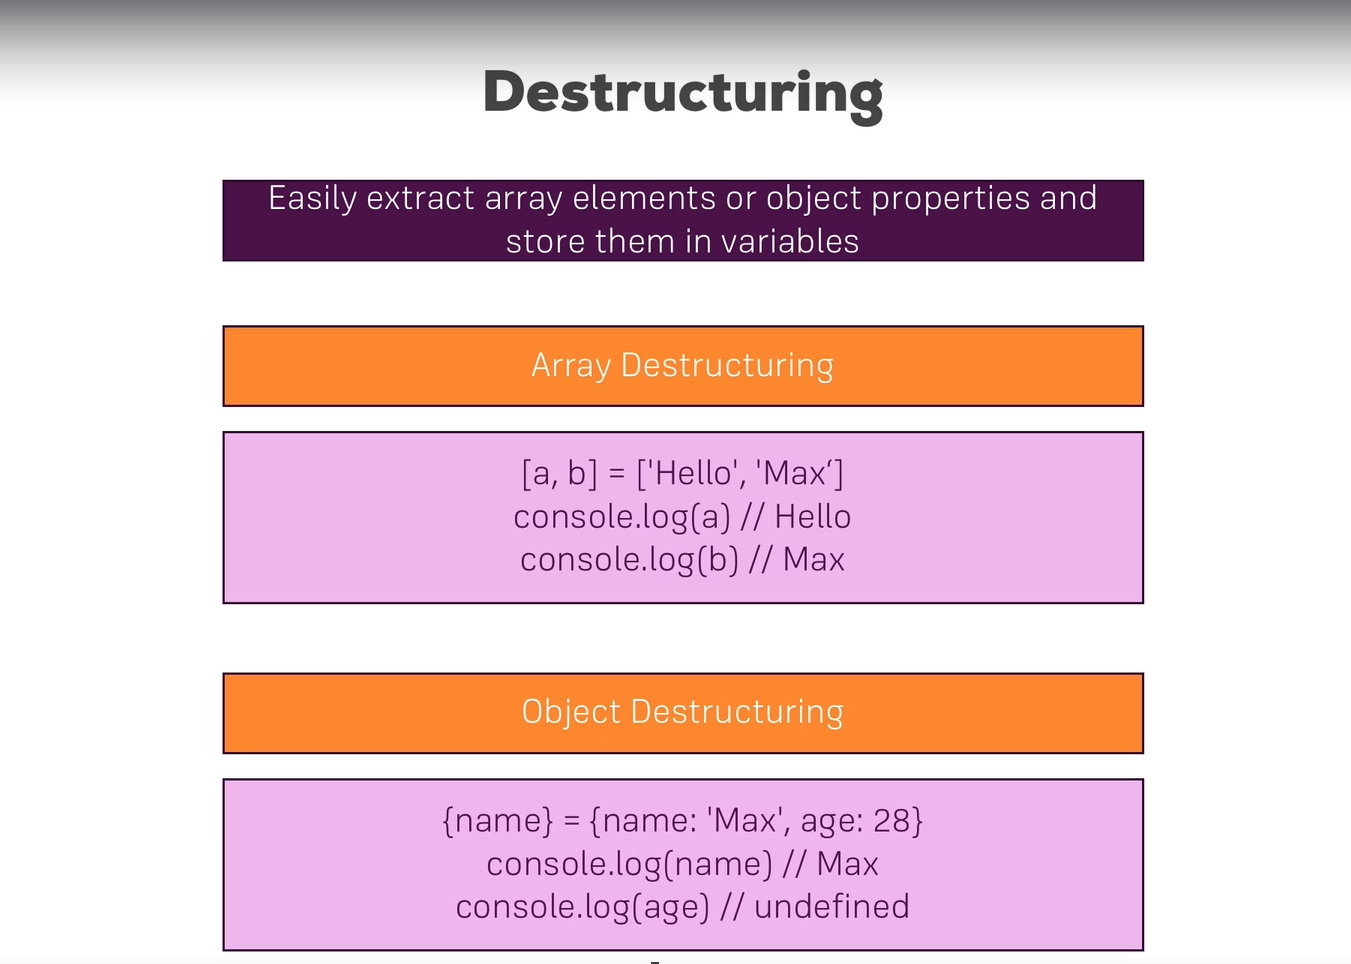 Destructuring
Easily extract array elements or object properties and
store them in variables
Array Destructuring
[a, b] = ['Hello', 'Max‘]
console.log(a) // Hello
console.log(b) // Max
Object Destructuring
{name} = {name: 'Max', age: 28}
console.log(name) // Max
console.log(age) // undefined